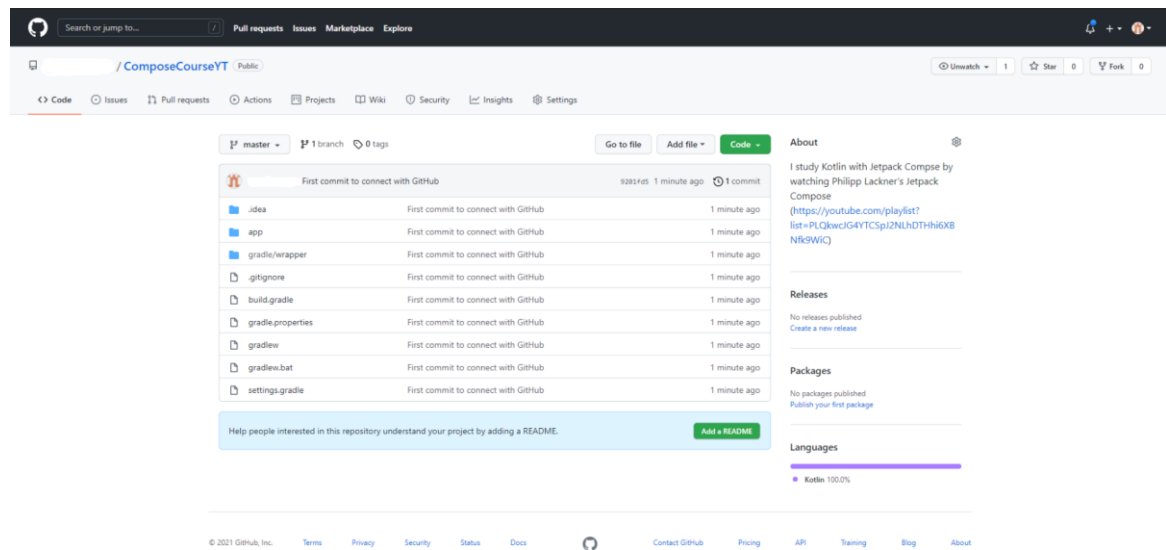 Search or jump to... / Pull requests Issues Marketplace Explore
/ ComposeCourseYT Public Unwatch 1 Star 0 Fork 0
<> Code Issues Pull requests Actions Projects Wiki Security Insights Settings
master 1 branch 0 tags Go to file Add file Code
First commit to connect with GitHub 9281fd5 1 minute ago 1 commit
.idea First commit to connect with GitHub 1 minute ago
app First commit to connect with GitHub 1 minute ago
gradle/wrapper First commit to connect with GitHub 1 minute ago
.gitignore First commit to connect with GitHub 1 minute ago
build.gradle First commit to connect with GitHub 1 minute ago
gradle.properties First commit to connect with GitHub 1 minute ago
gradlew First commit to connect with GitHub 1 minute ago
gradlew.bat First commit to connect with GitHub 1 minute ago
settings.gradle First commit to connect with GitHub 1 minute ago
Help people interested in this repository understand your project by adding a README. Add a README
About
I study Kotlin with Jetpack Compse by
watching Philipp Lackner's Jetpack
Compose
(https://youtube.com/playlist?
list=PLQkwcJG4YTCSpJ2NLhDTHhi6XB
Nfk9WiC)
Releases
No releases published
Create a new release
Packages
No packages published
Publish your first package
Languages
Kotlin 100.0%
© 2021 GitHub, Inc. Terms Privacy Security Status Docs Contact GitHub Pricing API Training Blog About